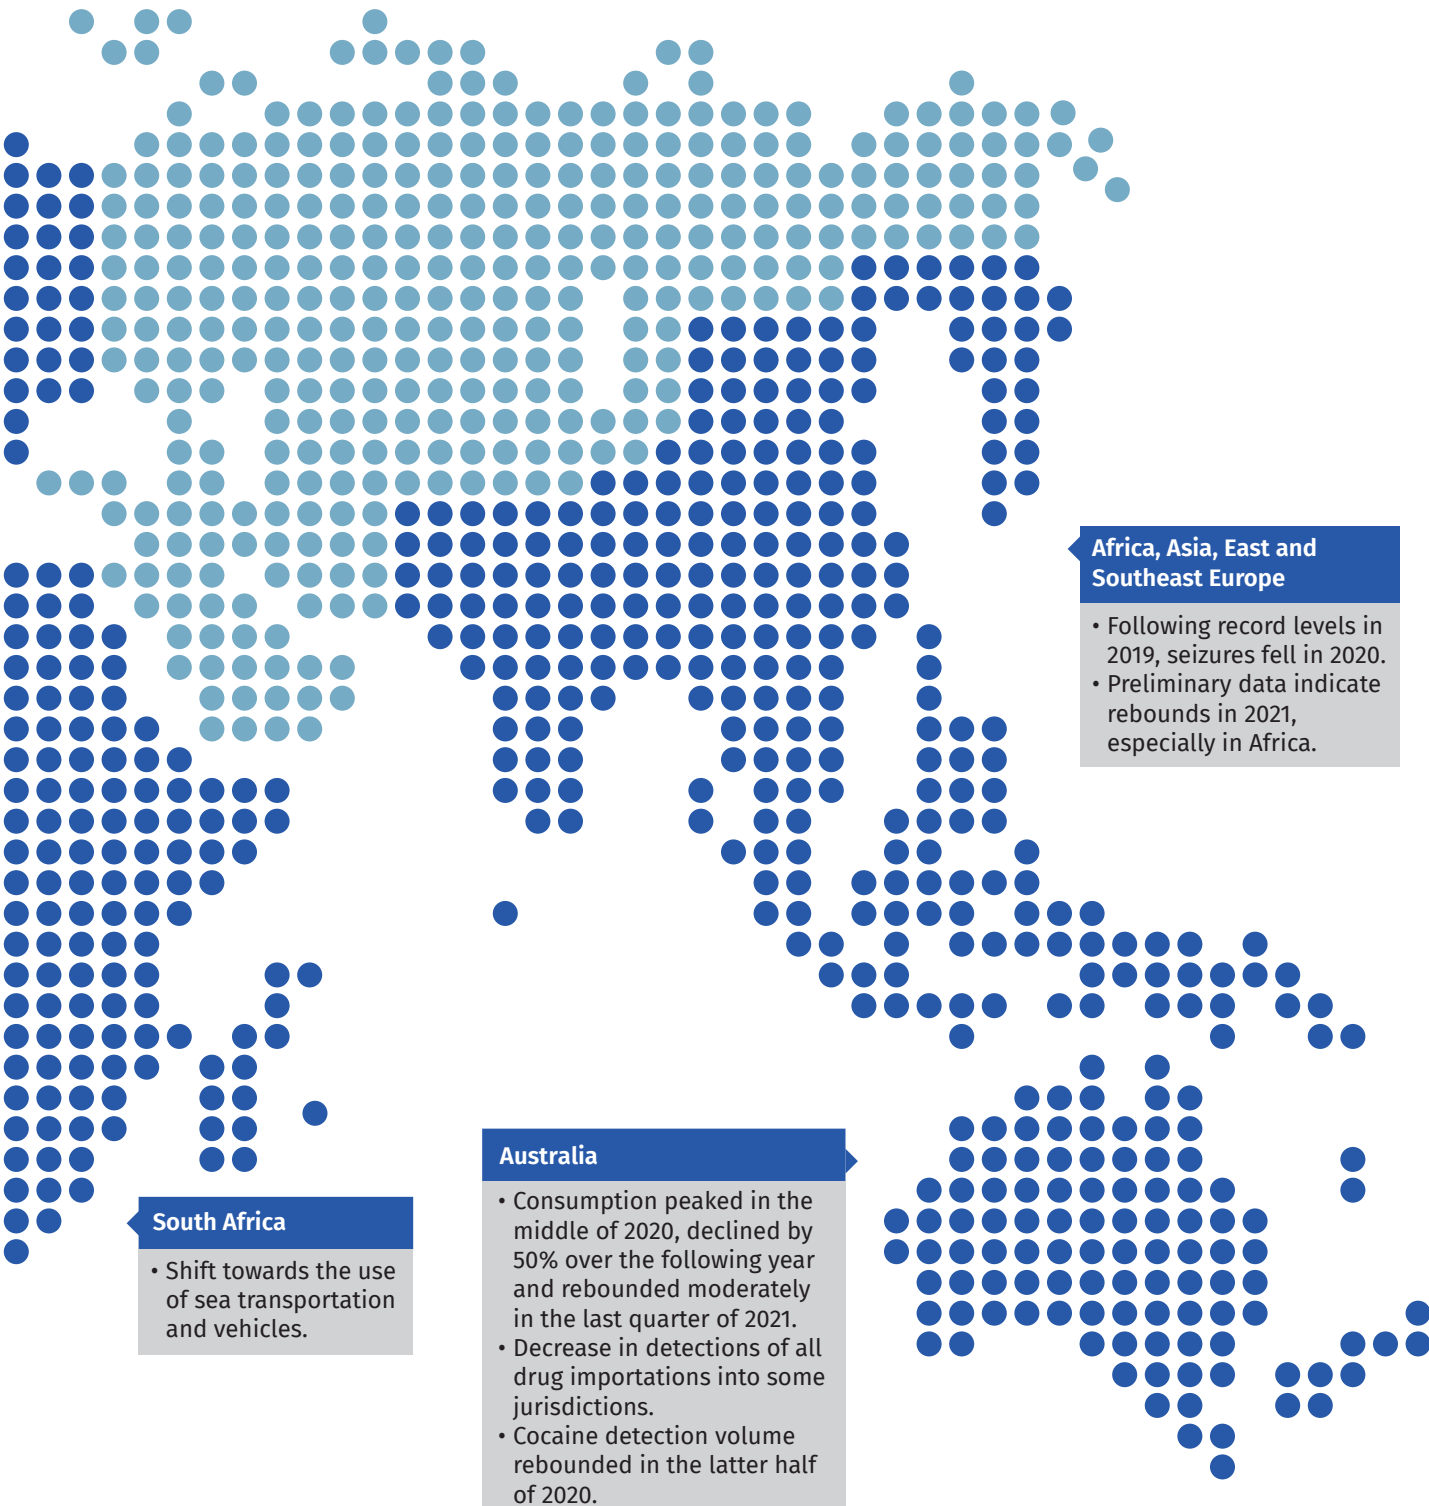 Africa, Asia, East and
Southeast Europe
• Following record levels in
2019, seizures fell in 2020.
• Preliminary data indicate
rebounds in 2021,
especially in Africa.
South Africa
• Shift towards the use
of sea transportation
and vehicles.
Australia
• Consumption peaked in the
middle of 2020, declined by
50% over the following year
and rebounded moderately
in the last quarter of 2021.
• Decrease in detections of all
drug importations into some
jurisdictions.
• Cocaine detection volume
rebounded in the latter half
of 2020.